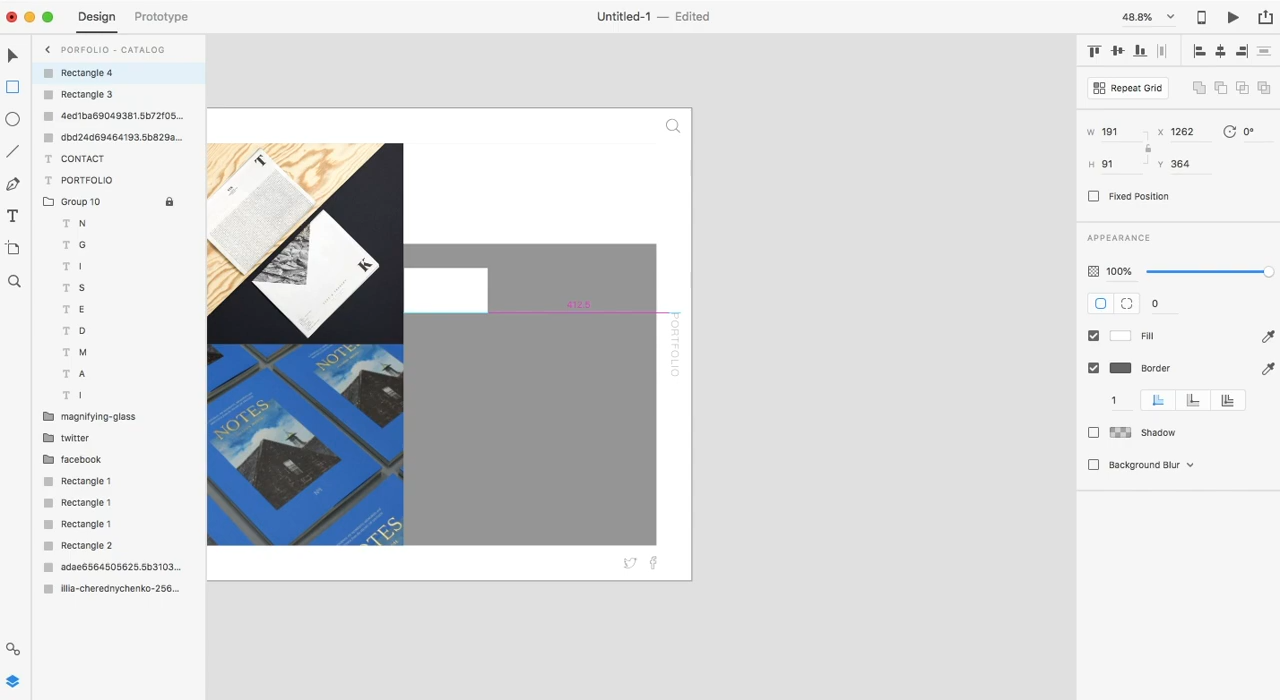 Design
Prototype
Untitled-1 — Edited
48.8%
PORFOLIO - CATALOG
Rectangle 4
Rectangle 3
4ed1ba69049381.5b72f05...
dbd24d69464193.5b829a...
CONTACT
PORTFOLIO
Group 10
N
G
I
S
E
D
M
A
I
magnifying-glass
twitter
facebook
Rectangle 1
Rectangle 1
Rectangle 1
Rectangle 2
adae6564505625.5b3103...
illia-cherednychenko-256...
T
K
NOTES
NOTES
NOTES
412.5
PORTFOLIO
Repeat Grid
W 191 X 1262 0°
H 91 Y 364
Fixed Position
APPEARANCE
100%
0
Fill
Border
1
Shadow
Background Blur